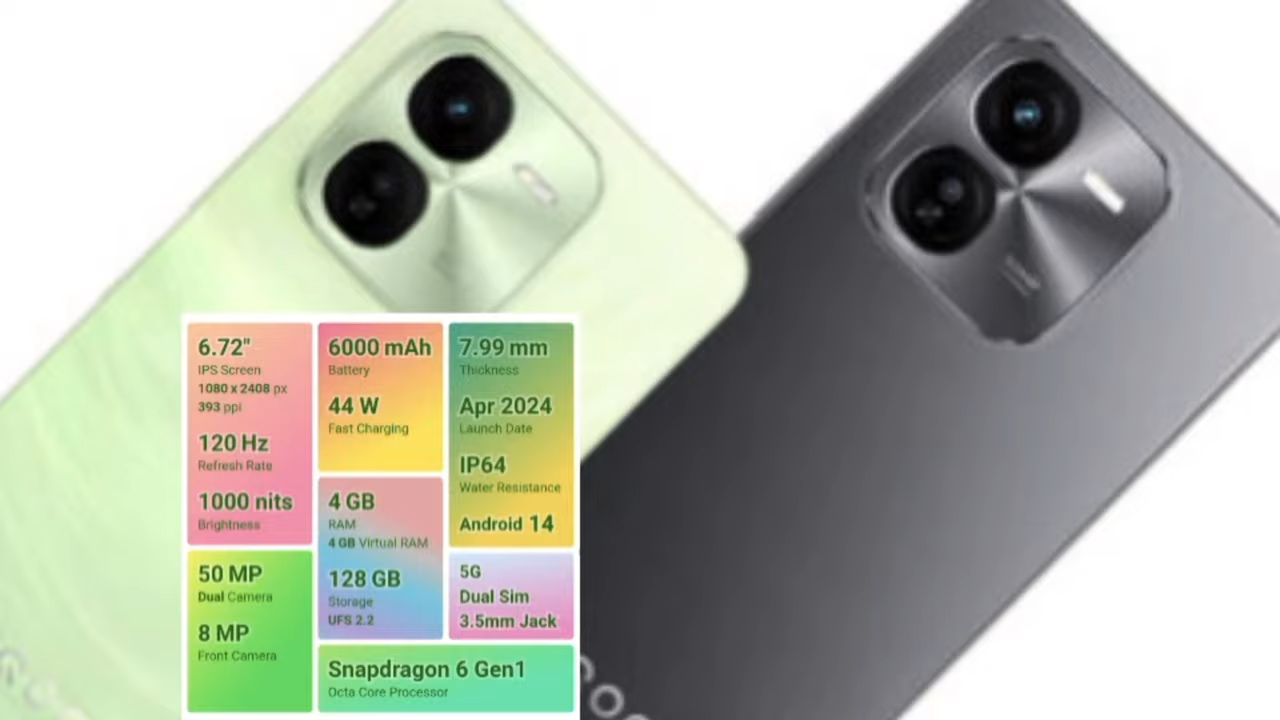 6.72"
IPS Screen
1080 x 2408 px
393 ppi
120 Hz
Refresh Rate
1000 nits
Brightness
50 MP
Dual Camera
8 MP
Front Camera
6000 mAh
Battery
44 W
Fast Charging
4 GB
RAM
4 GB Virtual RAM
128 GB
Storage
UFS 2.2
7.99 mm
Thickness
Apr 2024
Launch Date
IP64
Water Resistance
Android 14
5G
Dual Sim
3.5mm Jack
Snapdragon 6 Gen1
Octa Core Processor